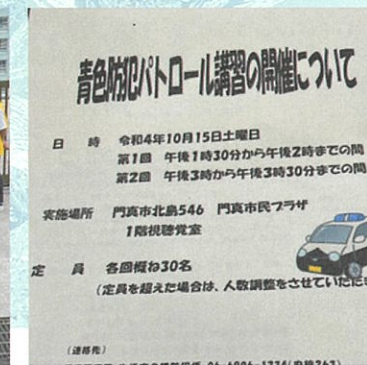 青色防犯パトロール講習の開催について
日　時　令和4年10月15日土曜日
第1回　午後1時30分から午後2時までの間
第2回　午後3時から午後3時30分までの間
実施場所　門真市北島546　門真市民プラザ
1階視聴覚室
定　員　各回概ね30名
（定員を超えた場合は、人数調整をさせていただき
（連絡先）